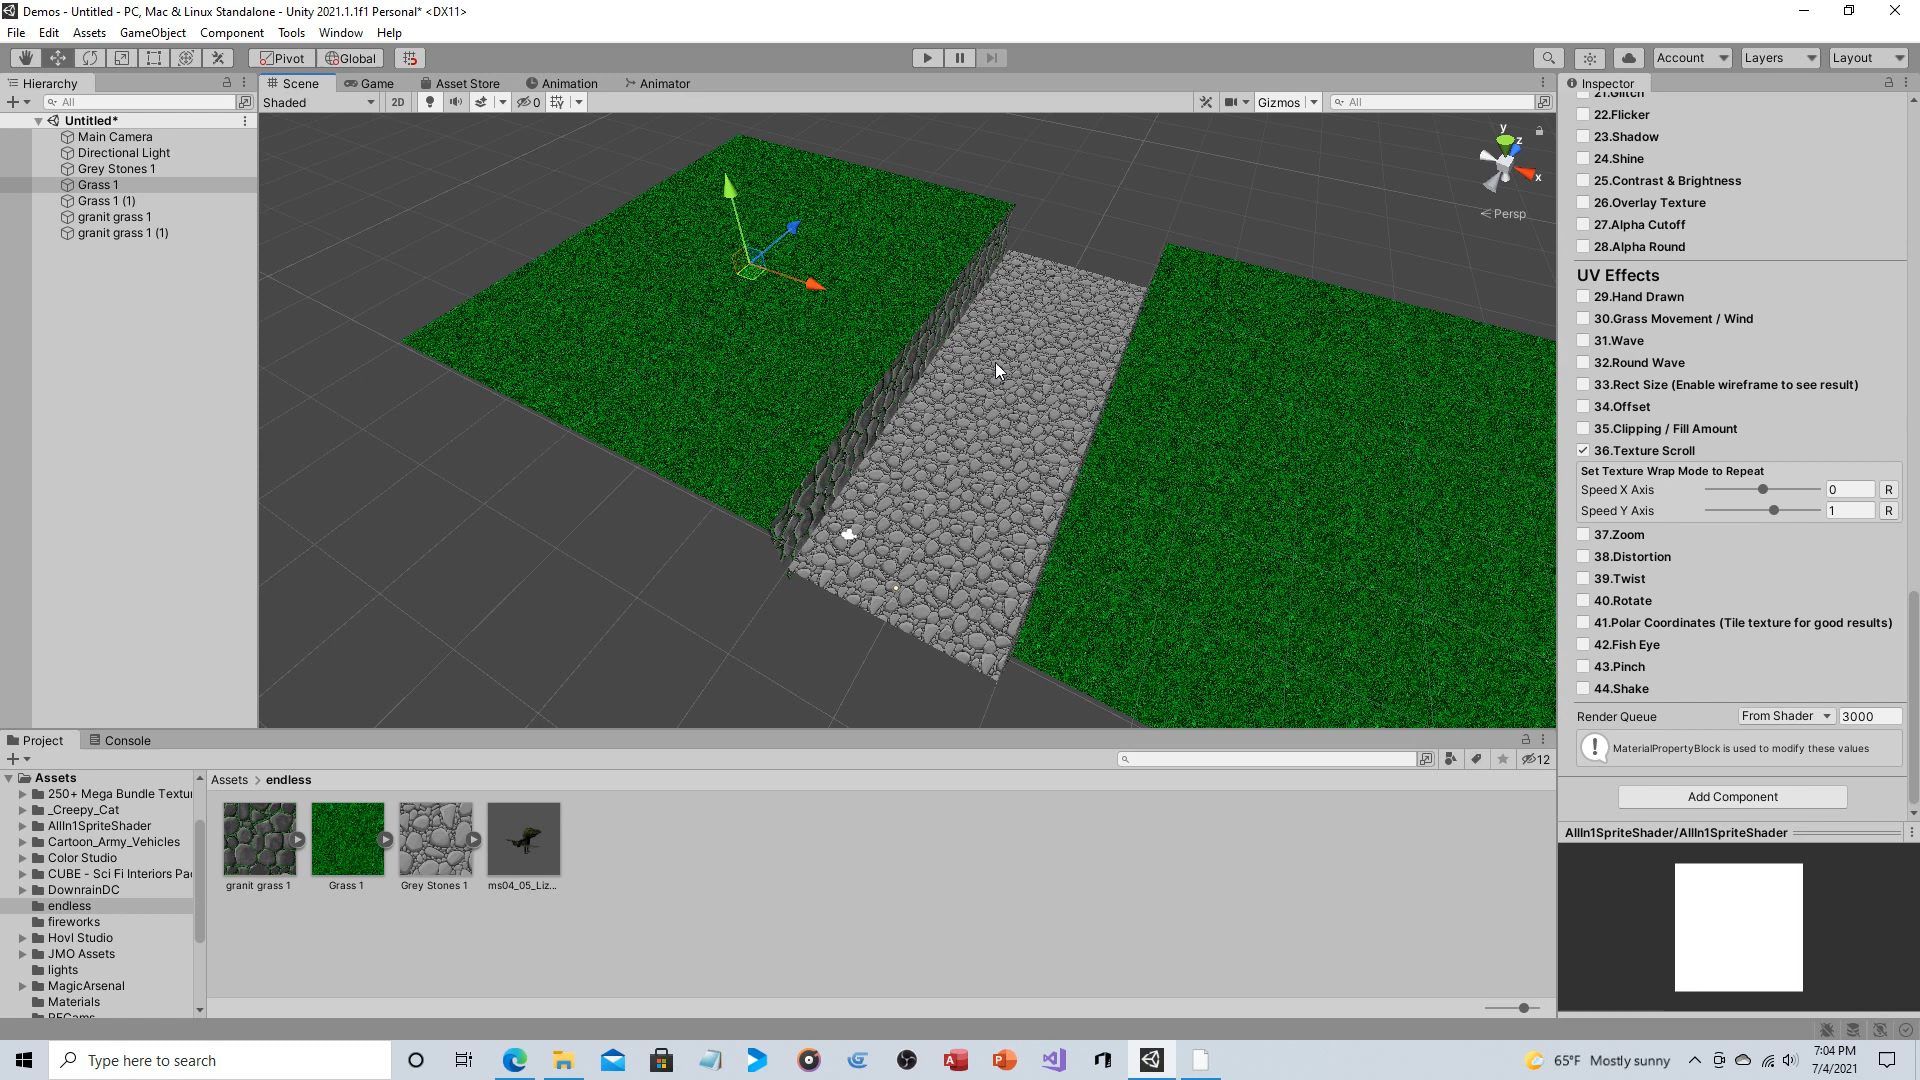 Demos - Untitled - PC, Mac & Linux Standalone - Unity 2021.1.1f1 Personal* <DX11>
File Edit Assets GameObject Component Tools Window Help
Pivot Global Account Layers Layout
Hierarchy
All
Untitled*
Main Camera
Directional Light
Grey Stones 1
Grass 1
Grass 1 (1)
granit grass 1
granit grass 1 (1)
Scene Game Asset Store Animation Animator
Shaded 2D 0 Gizmos All
y
z
x
Persp
Inspector
21.Glitch
22.Flicker
23.Shadow
24.Shine
25.Contrast & Brightness
26.Overlay Texture
27.Alpha Cutoff
28.Alpha Round
UV Effects
29.Hand Drawn
30.Grass Movement / Wind
31.Wave
32.Round Wave
33.Rect Size (Enable wireframe to see result)
34.Offset
35.Clipping / Fill Amount
36.Texture Scroll
Set Texture Wrap Mode to Repeat
Speed X Axis 0 R
Speed Y Axis 1 R
37.Zoom
38.Distortion
39.Twist
40.Rotate
41.Polar Coordinates (Tile texture for good results)
42.Fish Eye
43.Pinch
44.Shake
Render Queue From Shader 3000
MaterialPropertyBlock is used to modify these values
Add Component
AllIn1SpriteShader/AllIn1SpriteShader
Project Console
12
Assets
250+ Mega Bundle Textur
_Creepy_Cat
AllIn1SpriteShader
Cartoon_Army_Vehicles
Color Studio
CUBE - Sci Fi Interiors Pa
DownrainDC
endless
fireworks
Hovl Studio
JMO Assets
lights
MagicArsenal
Materials
Assets > endless
granit grass 1
Grass 1
Grey Stones 1
ms04_05_Liz...
Type here to search
65°F Mostly sunny
7:04 PM
7/4/2021